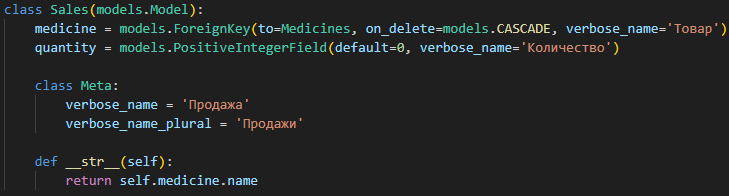 class Sales(models.Model):
    medicine = models.ForeignKey(to=Medicines, on_delete=models.CASCADE, verbose_name='Товар')
    quantity = models.PositiveIntegerField(default=0, verbose_name='Количество')

    class Meta:
        verbose_name = 'Продажа'
        verbose_name_plural = 'Продажи'

    def __str__(self):
        return self.medicine.name